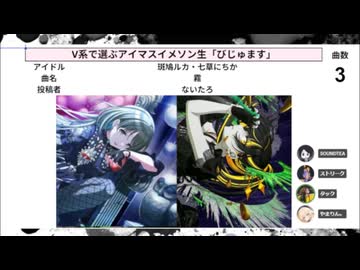 V系で選ぶアイマスイメソン生「びじゅます」
曲数
3
アイドル 斑鳩ルカ・七草にちか
曲名 霧
投稿者 ないたろ
SOUNDTEA
ストリーク
タック
やまりん。